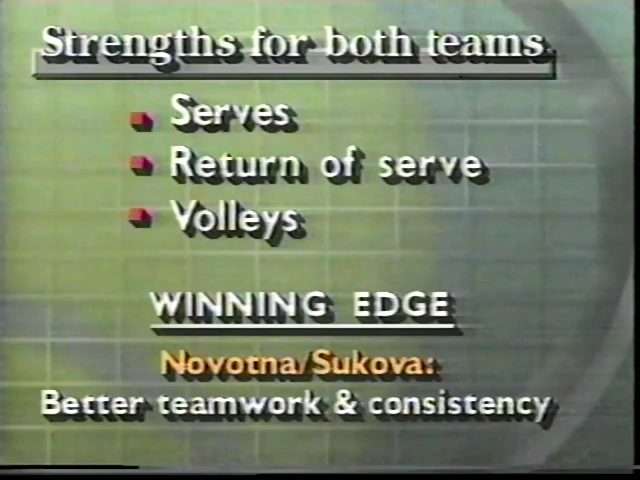 Strengths for both teams
Serves
Return of serve
Volleys
WINNING EDGE
Novotna/Sukova:
Better teamwork & consistency